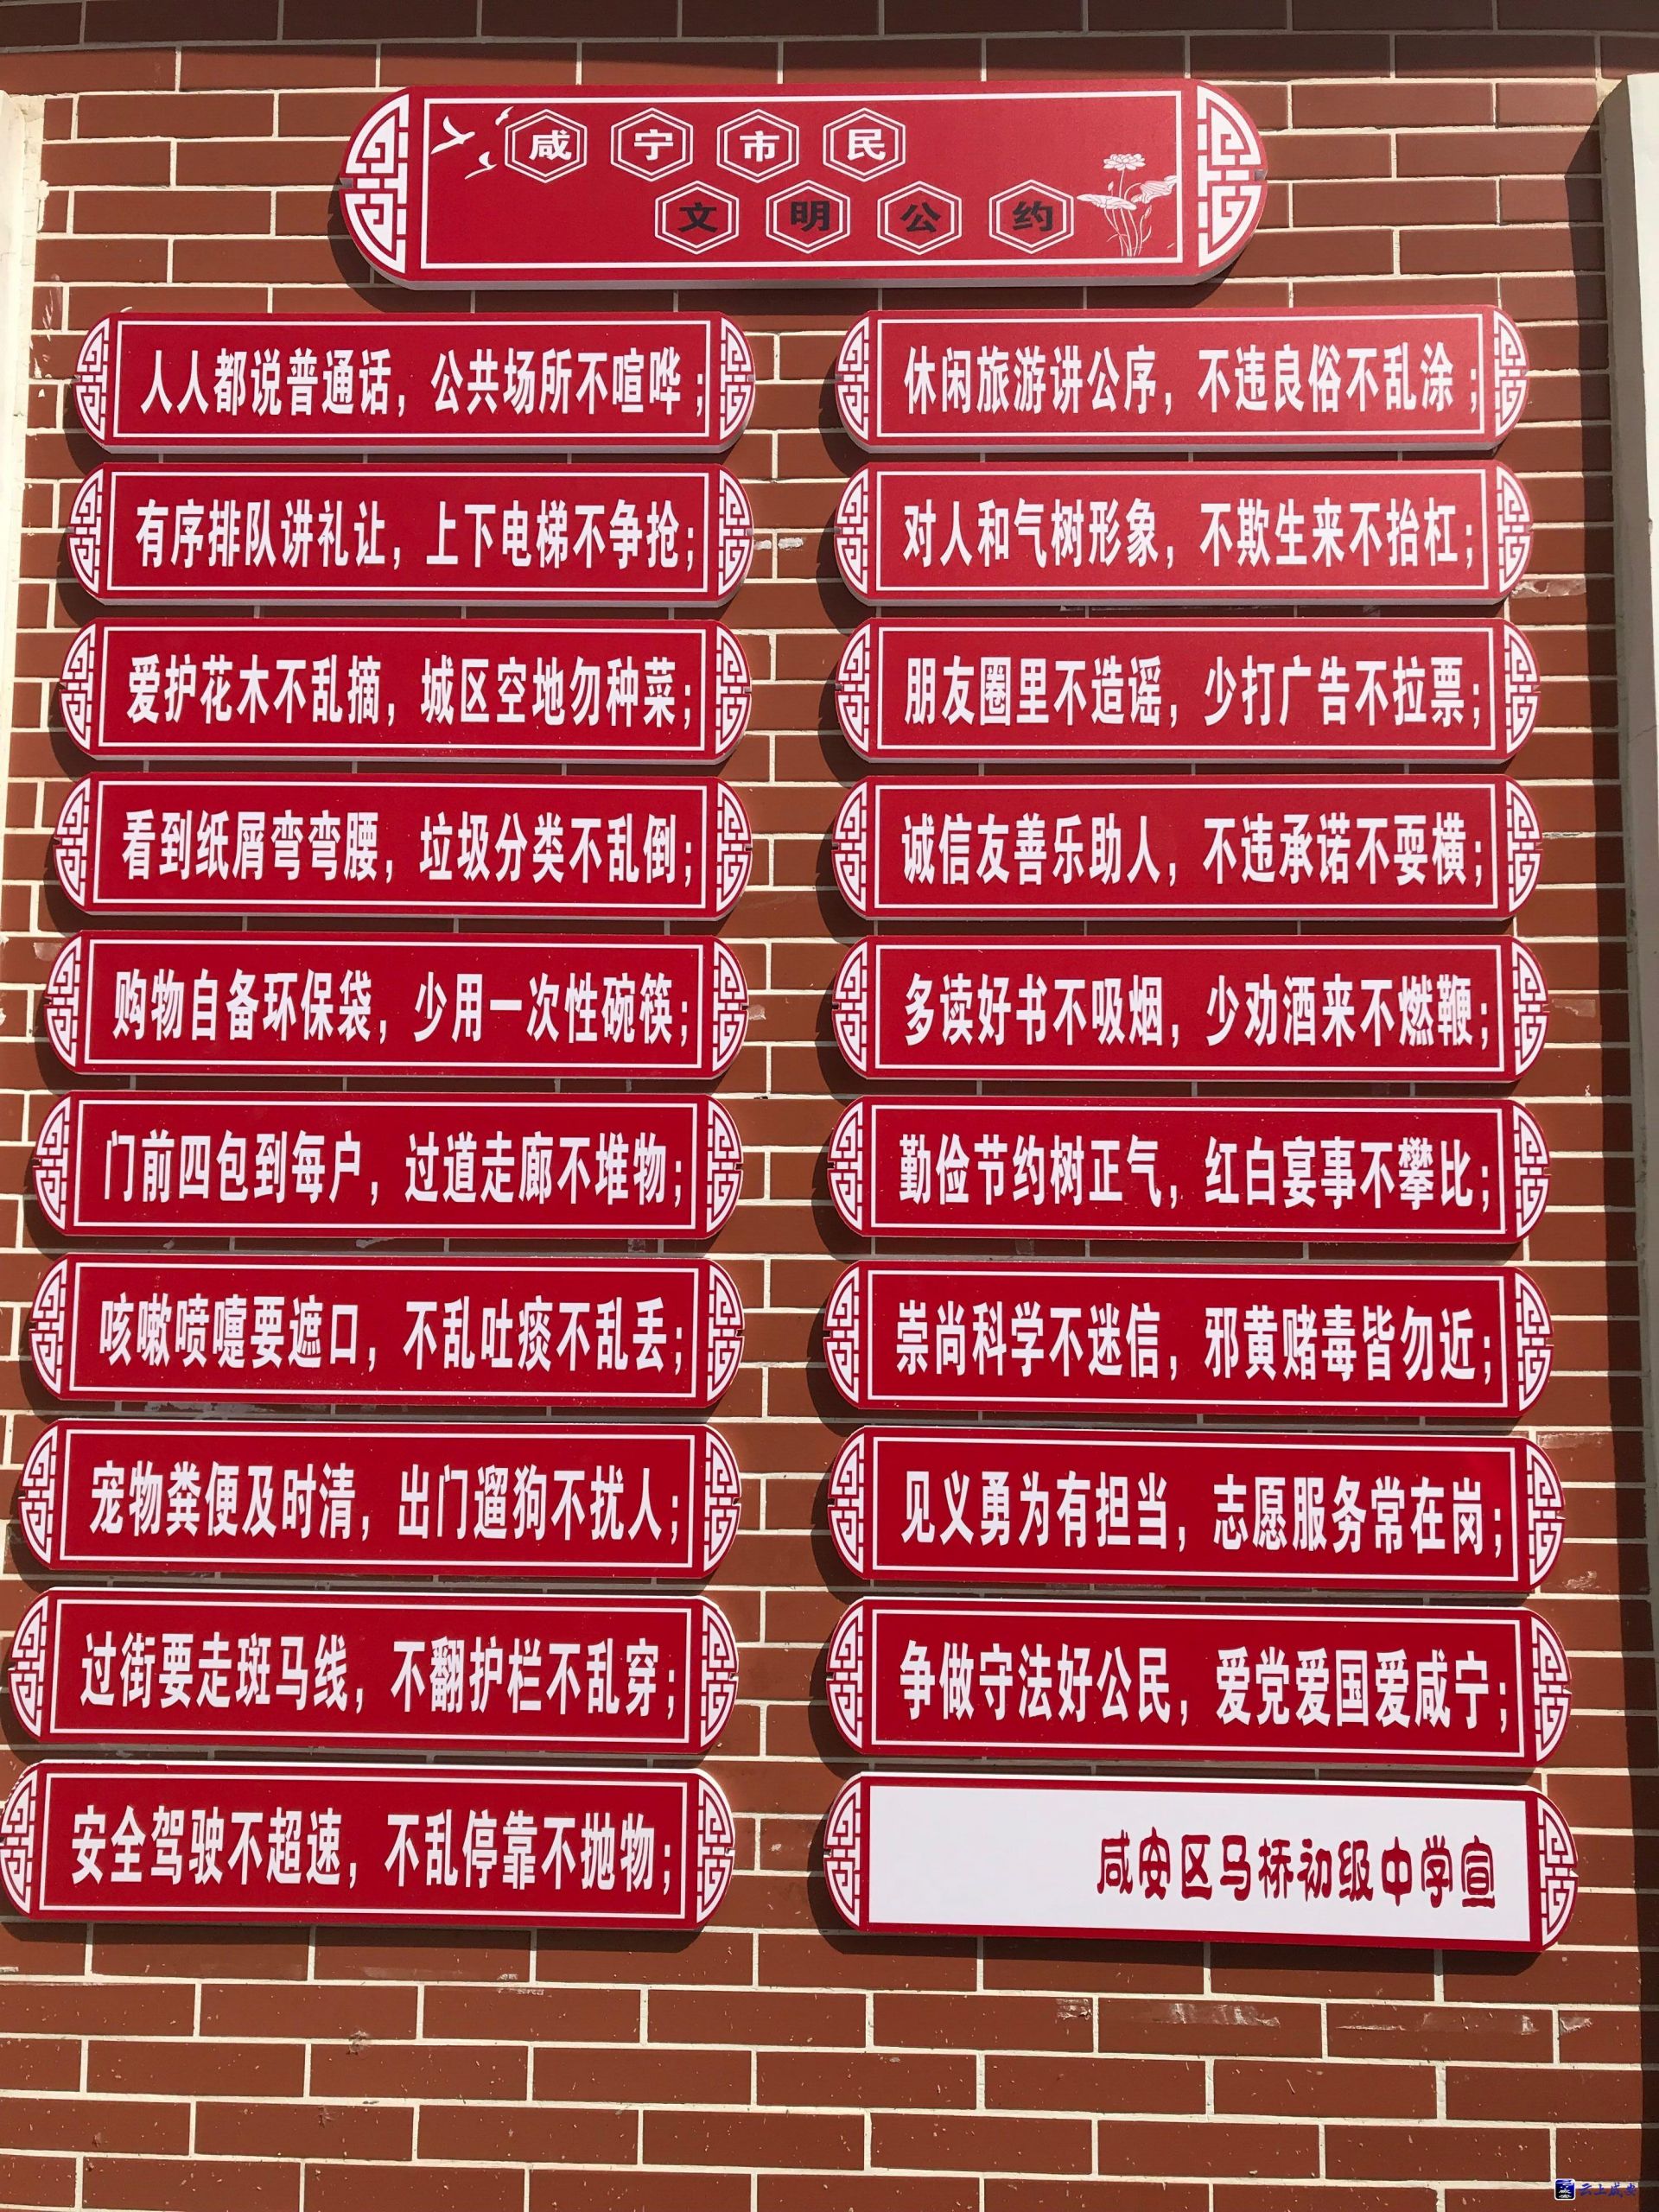 咸宁市民
文明公约
人人都说普通话，公共场所不喧哗；
有序排队讲礼让，上下电梯不争抢；
爱护花木不乱摘，城区空地勿种菜；
看到纸屑弯弯腰，垃圾分类不乱倒；
购物自备环保袋，少用一次性碗筷；
门前四包到每户，过道走廊不堆物；
咳嗽喷嚏要遮口，不乱吐痰不乱丢；
宠物粪便及时清，出门遛狗不扰人；
过街要走斑马线，不翻护栏不乱穿；
安全驾驶不超速，不乱停靠不抛物；
休闲旅游讲公序，不违良俗不乱涂；
对人和气树形象，不欺生来不抬杠；
朋友圈里不造谣，少打广告不拉票；
诚信友善乐助人，不违承诺不耍横；
多读好书不吸烟，少劝酒来不燃鞭；
勤俭节约树正气，红白宴事不攀比；
崇尚科学不迷信，邪黄赌毒皆勿近；
见义勇为有担当，志愿服务常在岗；
争做守法好公民，爱党爱国爱咸宁；
咸安区马桥初级中学宣
云上咸安